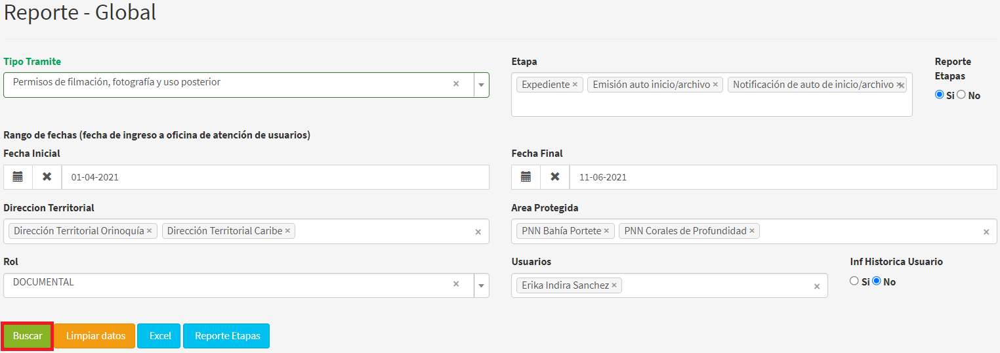 Reporte - Global
Tipo Tramite
Permisos de filmación, fotografía y uso posterior ×
Etapa
Expediente × Emisión auto inicio/archivo × Notificación de auto de inicio/archivo × ×
Reporte
Etapas
Si No
Rango de fechas (fecha de ingreso a oficina de atención de usuarios)
Fecha Inicial
01-04-2021
Fecha Final
11-06-2021
Direccion Territorial
Dirección Territorial Orinoquía × Dirección Territorial Caribe × ×
Area Protegida
PNN Bahía Portete × PNN Corales de Profundidad × ×
Rol
DOCUMENTAL ×
Usuarios
Erika Indira Sanchez × ×
Inf Historica Usuario
Si No
Buscar Limpiar datos Excel Reporte Etapas